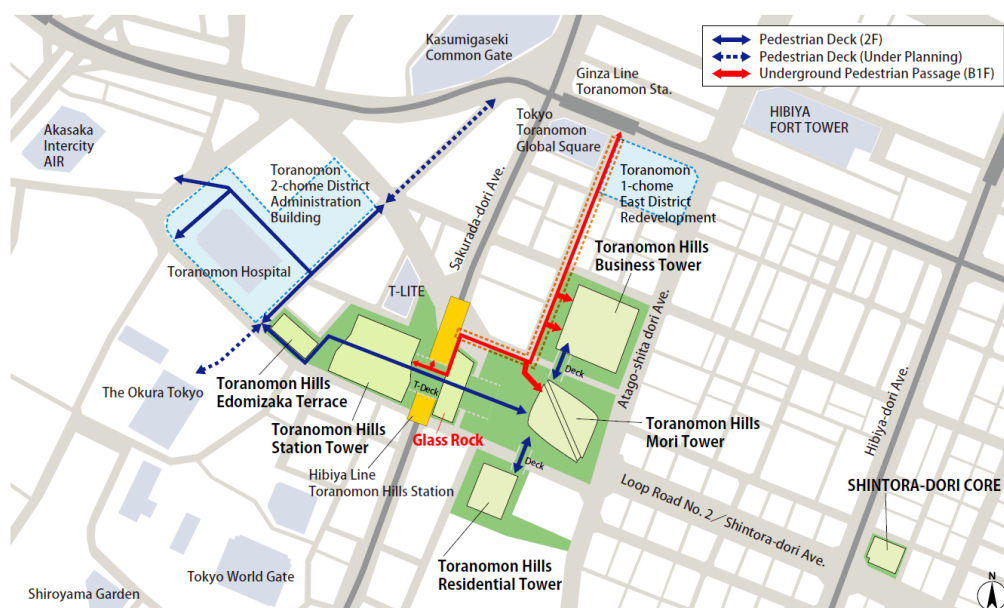 Kasumigaseki
Common Gate
Pedestrian Deck (2F)
Pedestrian Deck (Under Planning)
Underground Pedestrian Passage (B1F)
Ginza Line
Toranomon Sta.
Akasaka
Intercity
AIR
Tokyo
Toranomon
Global Square
HIBIYA
FORT TOWER
Toranomon
2-chome District
Administration
Building
Toranomon
1-chome
East District
Redevelopment
Sakurada-dori Ave.
Toranomon Hospital
Toranomon Hills
Business Tower
T-LITE
Atago-shita dori Ave.
Hibiya-dori Ave.
Deck
The Okura Tokyo
Toranomon Hills
Edomizaka Terrace
T-Deck
Toranomon Hills
Station Tower
Glass Rock
Toranomon Hills
Mori Tower
Hibiya Line
Toranomon Hills Station
Deck
Loop Road No. 2／Shintora-dori Ave.
SHINTORA-DORI CORE
Toranomon Hills
Residential Tower
Tokyo World Gate
Shiroyama Garden
N